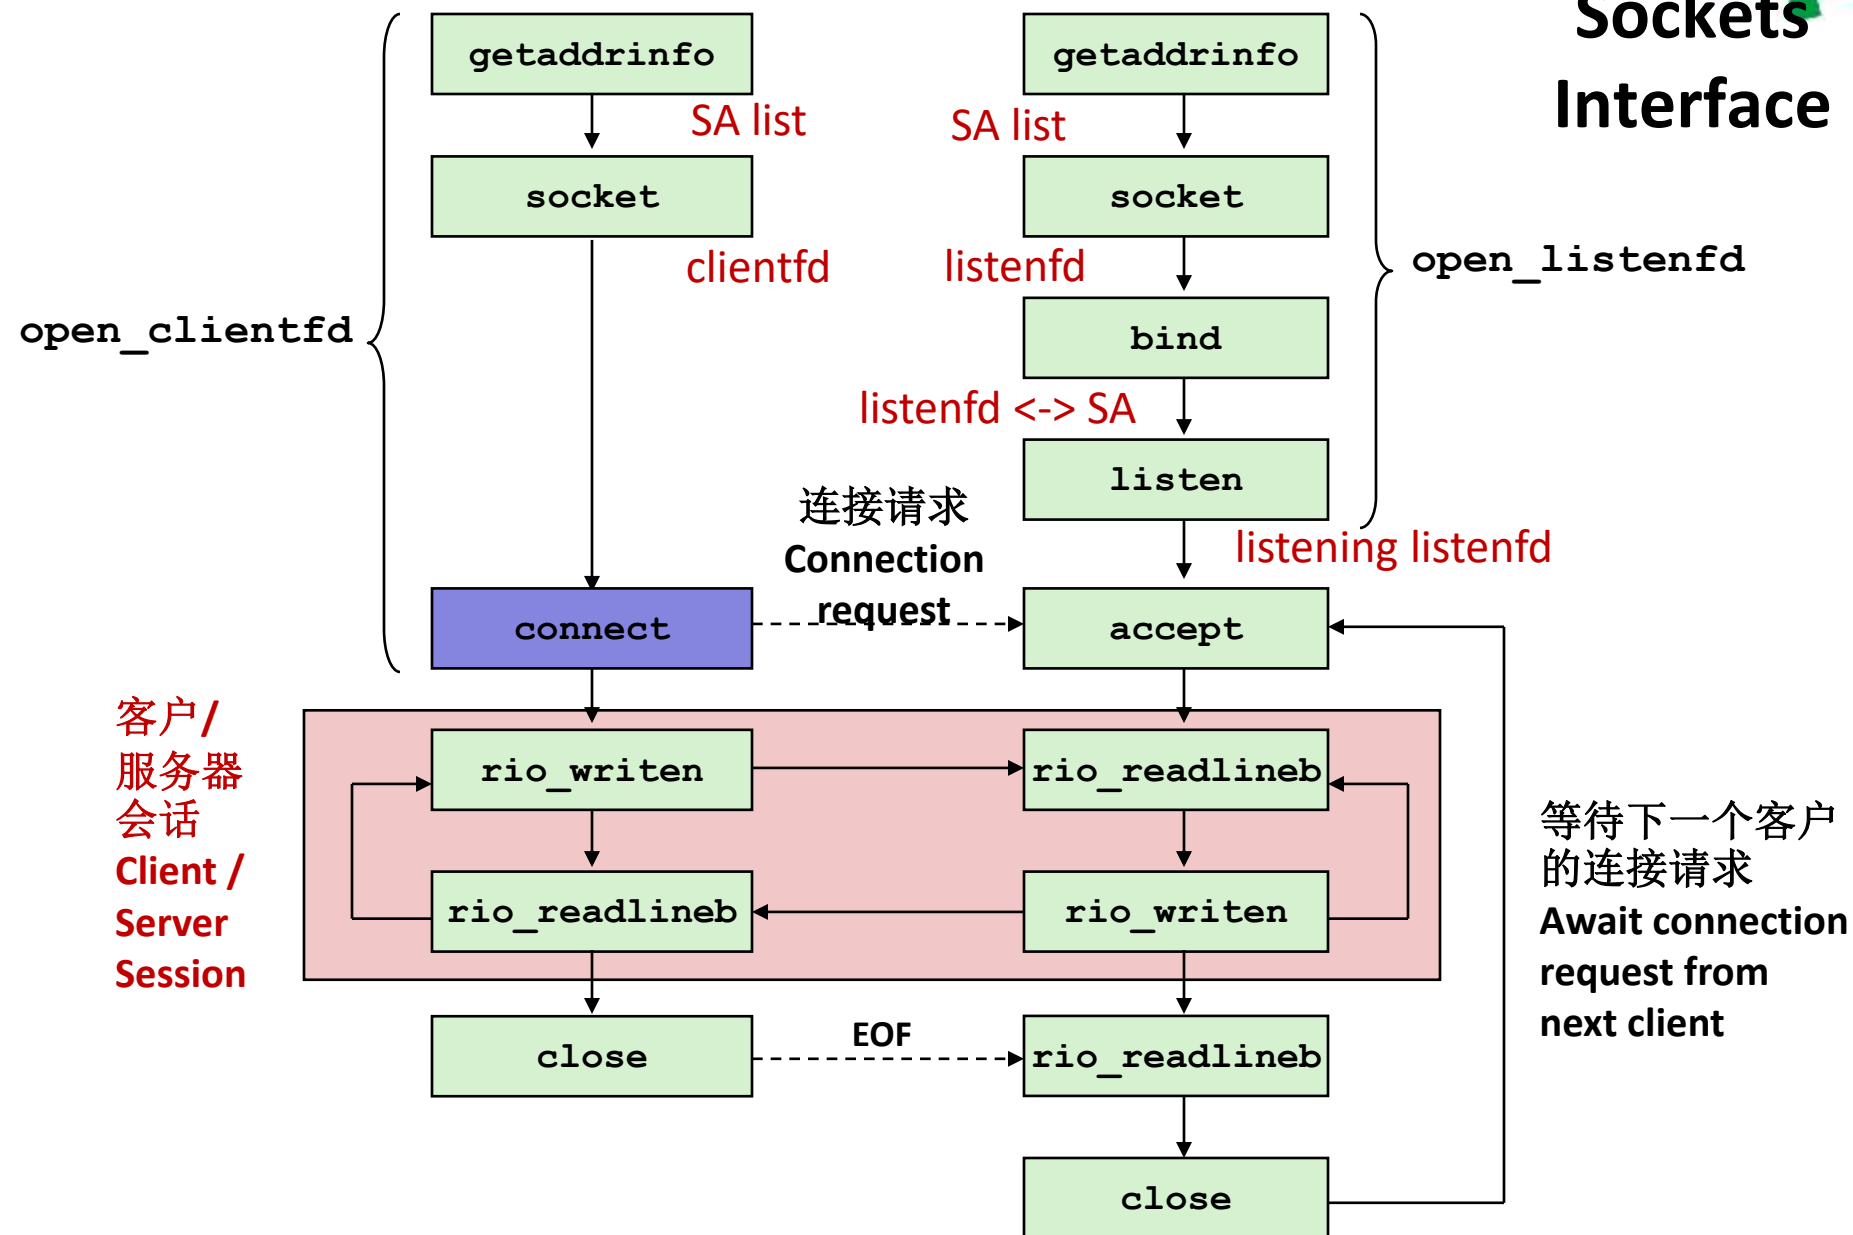 Sockets
Interface
getaddrinfo
getaddrinfo
SA list
SA list
socket
socket
clientfd
listenfd
open_listenfd
open_clientfd
bind
listenfd <-> SA
listen
连接请求
Connection
request
listening listenfd
connect
accept
客户/
服务器
会话
Client /
Server
Session
rio_writen
rio_readlineb
rio_readlineb
rio_writen
等待下一个客户
的连接请求
Await connection
request from
next client
close
EOF
rio_readlineb
close